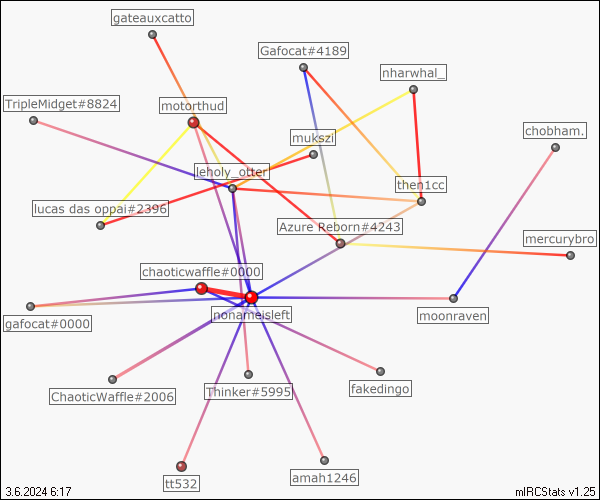 gateauxcatto
Gafocat#4189
nharwhal_
TripleMidget#8824
motorthud
chobham.
mukszi
leholy_otter
then1cc
lucas das oppai#2396
Azure Reborn#4243
mercurybro
chaoticwaffle#0000
gafocat#0000
nonameisleft
moonraven
ChaoticWaffle#2006
Thinker#5995
fakedingo
tt532
amah1246
3.6.2024 6:17
mIRCStats v1.25